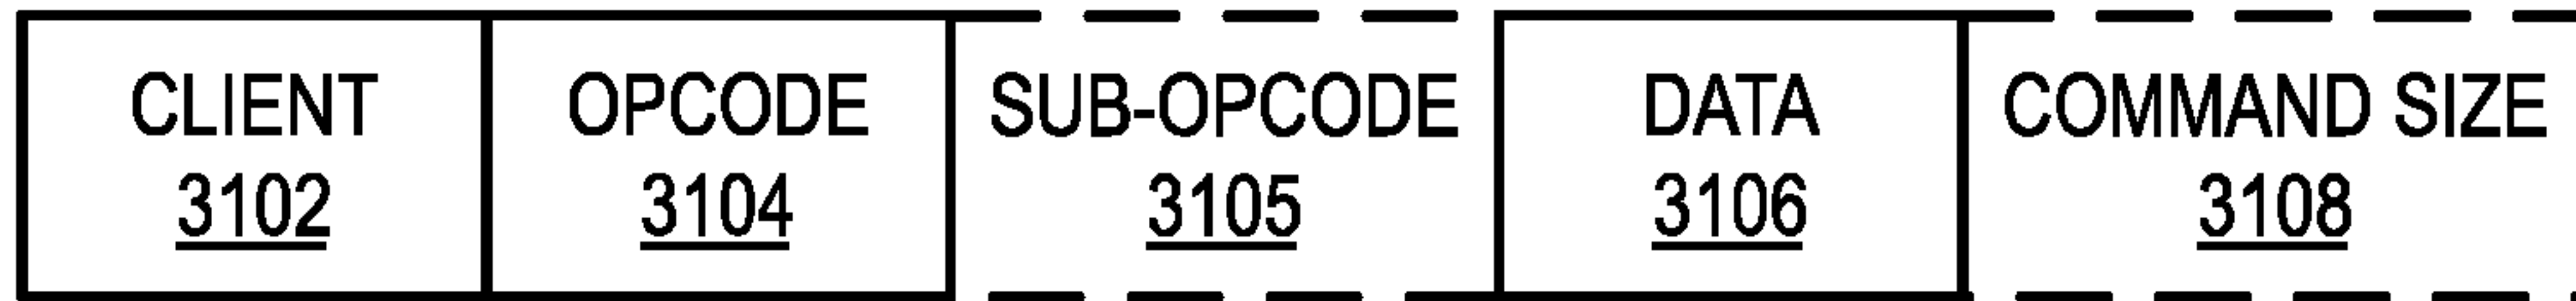 CLIENT OPCODE SUB-OPCODE DATA COMMAND SIZE
3102 3104 3105 3106 3108